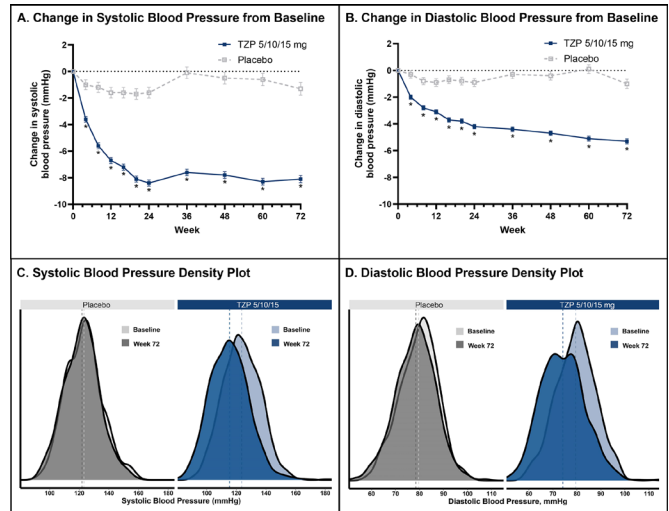 A. Change in Systolic Blood Pressure from Baseline
TZP 5/10/15 mg
Placebo
Change in systolic
blood pressure (mmHg)
2
0
-2
-4
-6
-8
-10
* * * * * * * * * *
0 12 24 36 48 60 72
Week
B. Change in Diastolic Blood Pressure from Baseline
TZP 5/10/15 mg
Placebo
Change in diastolic
blood pressure (mmHg)
2
0
-2
-4
-6
-8
-10
* * * * * * * * * *
0 12 24 36 48 60 72
Week
C. Systolic Blood Pressure Density Plot
Placebo
TZP 5/10/15
Baseline
Week 72
Baseline
Week 72
100 120 140 160 180
100 120 140 160 180
Systolic Blood Pressure (mmHg)
D. Diastolic Blood Pressure Density Plot
Placebo
TZP 5/10/15 mg
Baseline
Week 72
Baseline
Week 72
60 70 80 90 100 110
60 70 80 90 100 110
Diastolic Blood Pressure, mmHg